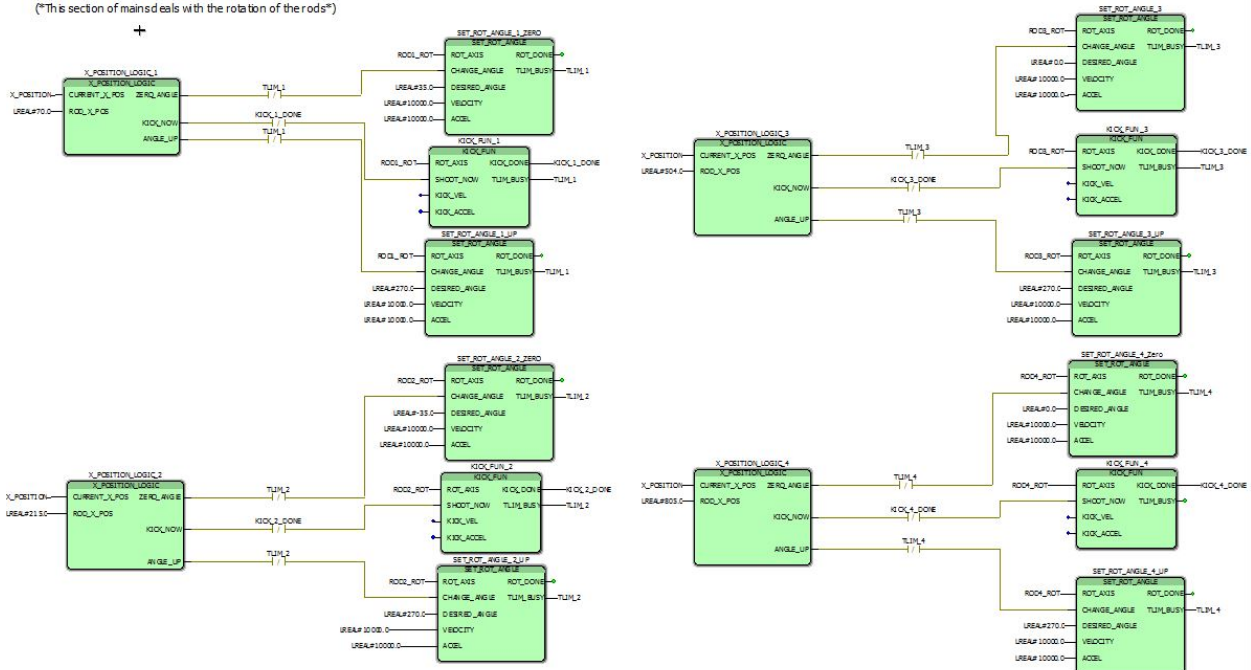 (*This section of mains deals with the rotation of the rods*)
X_POSITION_LOGIC_1
X_POSITION_LOGIC
X_POSITION CURRENT_X_POS ZERO_ANGLE
LREAL#70.0 ROD_X_POS
KICK_NOW
ANGLE_UP
TLIM_1
KICK_1_DONE
TLIM_1
SET_ROT_ANGLE_1_ZERO
SET_ROT_ANGLE
ROD1_ROT ROT_AXIS ROT_DONE
CHANGE_ANGLE TLIM_BUSY TLIM_1
LREAL#35.0 DESIRED_ANGLE
LREAL#10000.0 VELOCITY
LREAL#10000.0 ACCEL
KICK_FUN_1
KICK_FUN
ROD1_ROT ROT_AXIS KICK_DONE KICK_1_DONE
SHOOT_NOW TLIM_BUSY TLIM_1
KICK_VEL
KICK_ACCEL
SET_ROT_ANGLE_1_UP
SET_ROT_ANGLE
ROD1_ROT ROT_AXIS ROT_DONE
CHANGE_ANGLE TLIM_BUSY TLIM_1
LREAL#270.0 DESIRED_ANGLE
LREAL#10000.0 VELOCITY
LREAL#10000.0 ACCEL
X_POSITION_LOGIC_2
X_POSITION_LOGIC
X_POSITION CURRENT_X_POS ZERO_ANGLE
LREAL#215.0 ROD_X_POS
KICK_NOW
ANGLE_UP
TLIM_2
KICK_2_DONE
TLIM_2
SET_ROT_ANGLE_2_ZERO
SET_ROT_ANGLE
ROD2_ROT ROT_AXIS ROT_DONE
CHANGE_ANGLE TLIM_BUSY TLIM_2
LREAL#-35.0 DESIRED_ANGLE
LREAL#10000.0 VELOCITY
LREAL#10000.0 ACCEL
KICK_FUN_2
KICK_FUN
ROD2_ROT ROT_AXIS KICK_DONE KICK_2_DONE
SHOOT_NOW TLIM_BUSY TLIM_2
KICK_VEL
KICK_ACCEL
SET_ROT_ANGLE_2_UP
SET_ROT_ANGLE
ROD2_ROT ROT_AXIS ROT_DONE
CHANGE_ANGLE TLIM_BUSY TLIM_2
LREAL#270.0 DESIRED_ANGLE
LREAL#10000.0 VELOCITY
LREAL#10000.0 ACCEL
X_POSITION_LOGIC_3
X_POSITION_LOGIC
X_POSITION CURRENT_X_POS ZERO_ANGLE
LREAL#504.0 ROD_X_POS
KICK_NOW
ANGLE_UP
TLIM_3
KICK_3_DONE
TLIM_3
SET_ROT_ANGLE_3
SET_ROT_ANGLE
ROD3_ROT ROT_AXIS ROT_DONE
CHANGE_ANGLE TLIM_BUSY TLIM_3
LREAL#0.0 DESIRED_ANGLE
LREAL#10000.0 VELOCITY
LREAL#10000.0 ACCEL
KICK_FUN_3
KICK_FUN
ROD3_ROT ROT_AXIS KICK_DONE KICK_3_DONE
SHOOT_NOW TLIM_BUSY TLIM_3
KICK_VEL
KICK_ACCEL
SET_ROT_ANGLE_3_UP
SET_ROT_ANGLE
ROD3_ROT ROT_AXIS ROT_DONE
CHANGE_ANGLE TLIM_BUSY TLIM_3
LREAL#270.0 DESIRED_ANGLE
LREAL#10000.0 VELOCITY
LREAL#10000.0 ACCEL
X_POSITION_LOGIC_4
X_POSITION_LOGIC
X_POSITION CURRENT_X_POS ZERO_ANGLE
LREAL#805.0 ROD_X_POS
KICK_NOW
ANGLE_UP
TLIM_4
KICK_4_DONE
TLIM_4
SET_ROT_ANGLE_4_Zero
SET_ROT_ANGLE
ROD4_ROT ROT_AXIS ROT_DONE
CHANGE_ANGLE TLIM_BUSY TLIM_4
LREAL#0.0 DESIRED_ANGLE
LREAL#10000.0 VELOCITY
LREAL#10000.0 ACCEL
KICK_FUN_4
KICK_FUN
ROD4_ROT ROT_AXIS KICK_DONE KICK_4_DONE
SHOOT_NOW TLIM_BUSY
KICK_VEL
KICK_ACCEL
SET_ROT_ANGLE_4_UP
SET_ROT_ANGLE
ROD4_ROT ROT_AXIS ROT_DONE
CHANGE_ANGLE TLIM_BUSY TLIM_4
LREAL#270.0 DESIRED_ANGLE
LREAL#10000.0 VELOCITY
LREAL#10000.0 ACCEL